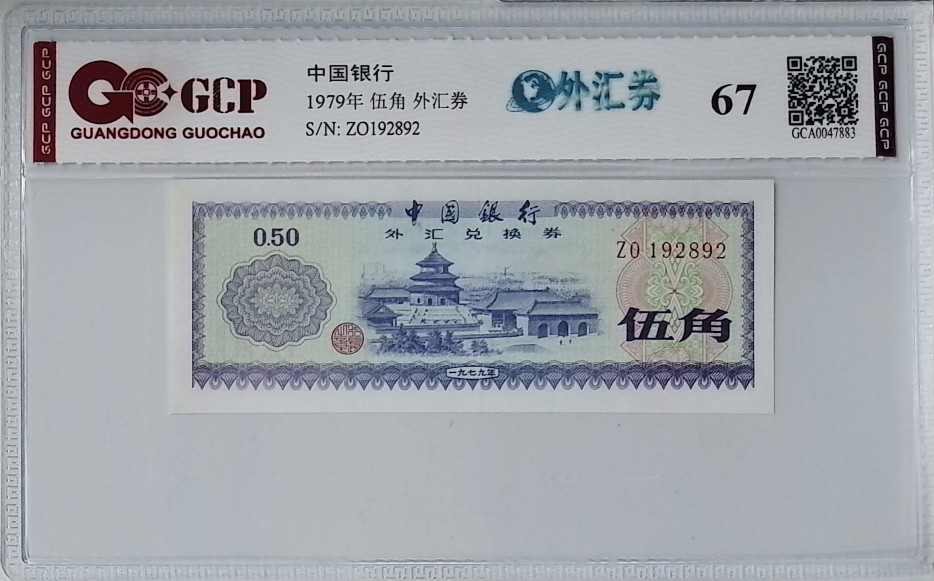 GCP GCP GCP
GCP
GUANGDONG GUOCHAO
中国银行
1979年 伍角 外汇券
S/N: ZO192892
外汇券
67
GCA0047883
GCP GCP GCP
中国銀行
外汇兑换券
0.50
ZO 192892
伍角
一九七九年